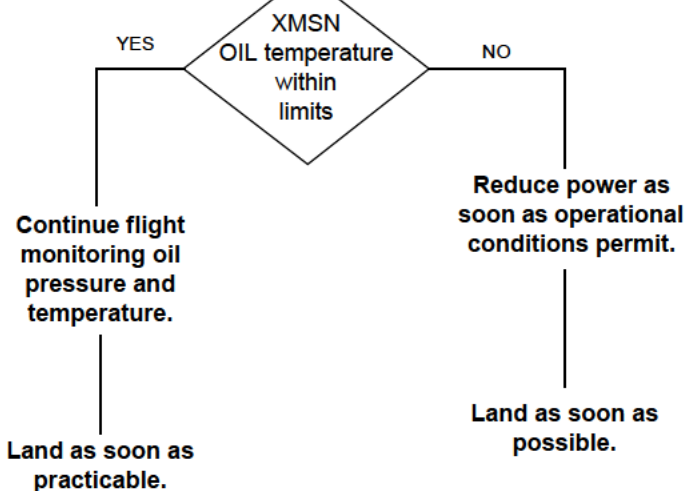 XMSN
OIL temperature
within
limits
YES
NO
Continue flight
monitoring oil
pressure and
temperature.
Land as soon as
practicable.
Reduce power as
soon as operational
conditions permit.
Land as soon as
possible.